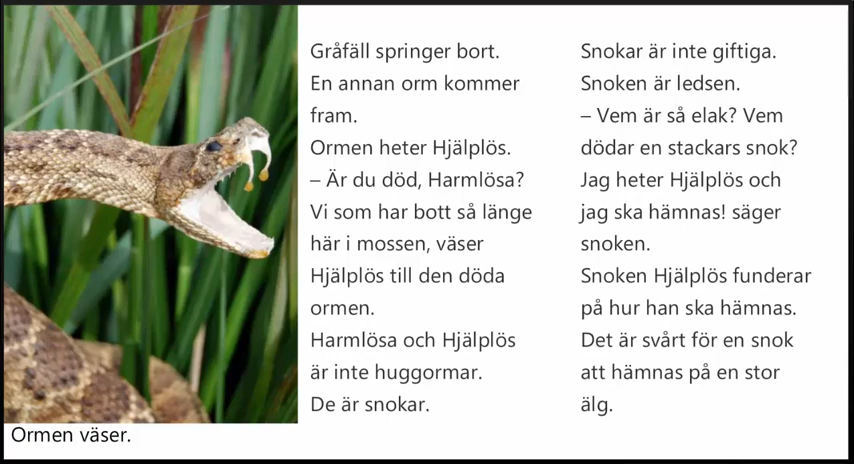 Gråfäll springer bort.
En annan orm kommer
fram.
Ormen heter Hjälplös.
– Är du död, Harmlösa?
Vi som har bott så länge
här i mossen, väser
Hjälplös till den döda
ormen.
Harmlösa och Hjälplös
är inte huggormar.
De är snokar.
Snokar är inte giftiga.
Snoken är ledsen.
– Vem är så elak? Vem
dödar en stackars snok?
Jag heter Hjälplös och
jag ska hämnas! säger
snoken.
Snoken Hjälplös funderar
på hur han ska hämnas.
Det är svårt för en snok
att hämnas på en stor
älg.
Ormen väser.